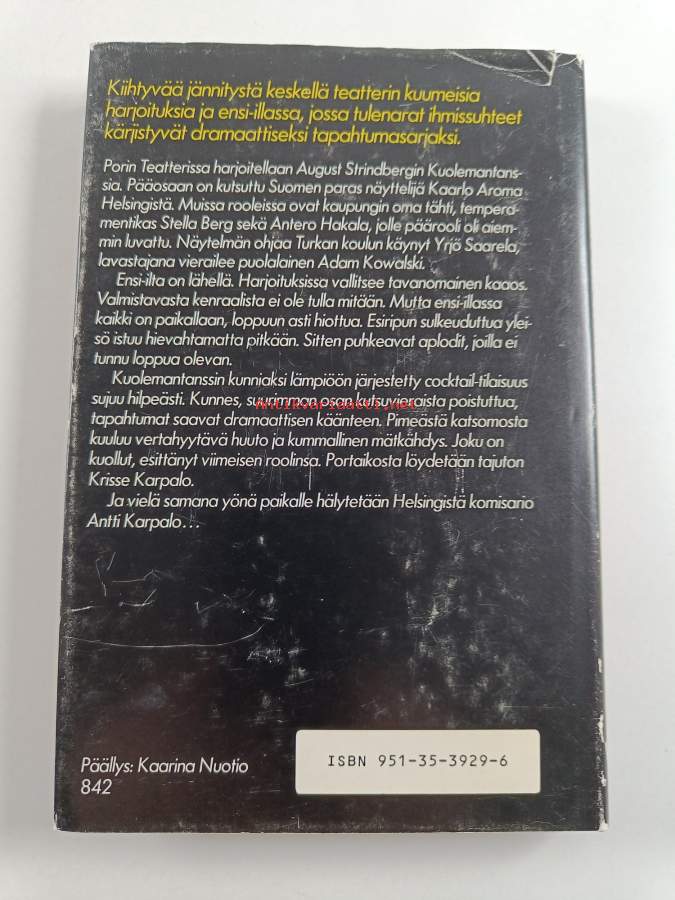 Kiihtyvää jännitystä keskellä teatterin kuumeisia
harjoituksia ja ensi-illassa, jossa tulenarat ihmissuhteet
kärjistyvät dramaattiseksi tapahtumasarjaksi.
Porin Teatterissa harjoitellaan August Strindbergin Kuolemantans-
sia. Pääosaan on kutsuttu Suomen paras näyttelijä Kaarlo Aroma
Helsingistä. Muissa rooleissa ovat kaupungin oma tähti, tempera-
mentikas Stella Berg sekä Antero Hakala, jolle päärooli oli aiem-
min luvattu. Näytelmän ohjaa Turkan koulun käynyt Yrjö Saarela,
lavastajana vierailee puolalainen Adam Kowalski.
Ensi-ilta on lähellä. Harjoituksissa vallitsee tavanomainen kaaos.
Valmistavasta kenraalista ei ole tulla mitään. Mutta ensi-illassa
kaikki on paikallaan, loppuun asti hiottua. Esiripun sulkeuduttua ylei-
sö istuu hievahtamatta pitkään. Sitten puhkeavat aplodit, joilla ei
tunnu loppua olevan.
Kuolemantanssin kunniaksi lämpiöön järjestetty cocktail-tilaisuus
sujuu hilpeästi. Kunnes, suurimman osan kutsuvieraista poistuttua,
antikvariaatti.net
tapahtumat saavat dramaattisen käänteen. Pimeästä katsomosta
kuuluu vertahyytävä huuto ja kummallinen mätkähdys. Joku on
kuollut, esittänyt viimeisen roolinsa. Portaikosta löydetään tajuton
Krisse Karpalo.
Ja vielä samana yönä paikalle hälytetään Helsingistä komisario
Antti Karpalo...
Päällys: Kaarina Nuotio
842
ISBN 951-35-3929-6